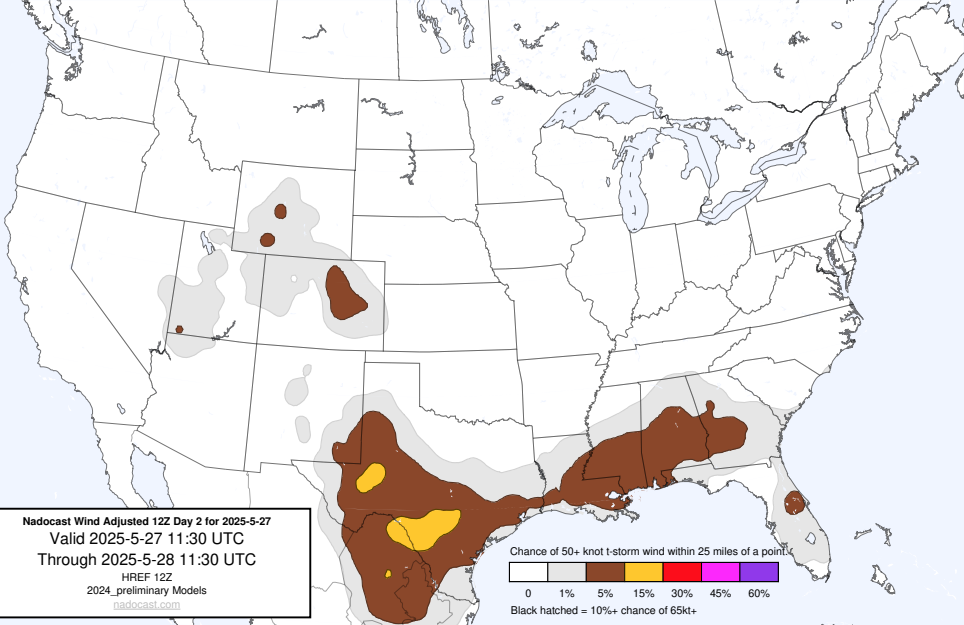 Nadocast Wind Adjusted 12Z Day 2 for 2025-5-27
Valid 2025-5-27 11:30 UTC
Through 2025-5-28 11:30 UTC
HREF 12Z
2024_preliminary Models
nadocast.com
Chance of 50+ knot t-storm wind within 25 miles of a point.
0 1% 5% 15% 30% 45% 60%
Black hatched = 10%+ chance of 65kt+